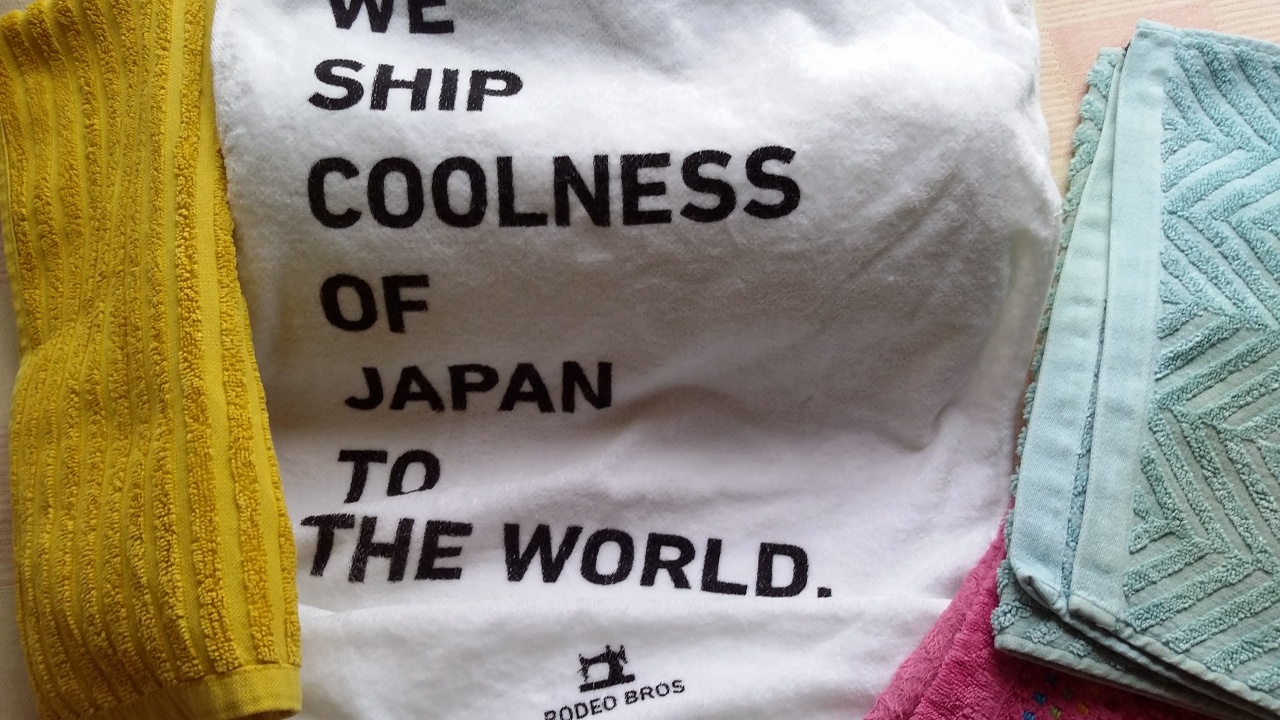 WE
SHIP
COOLNESS
OF
JAPAN
TO
THE WORLD.
RODEO BROS